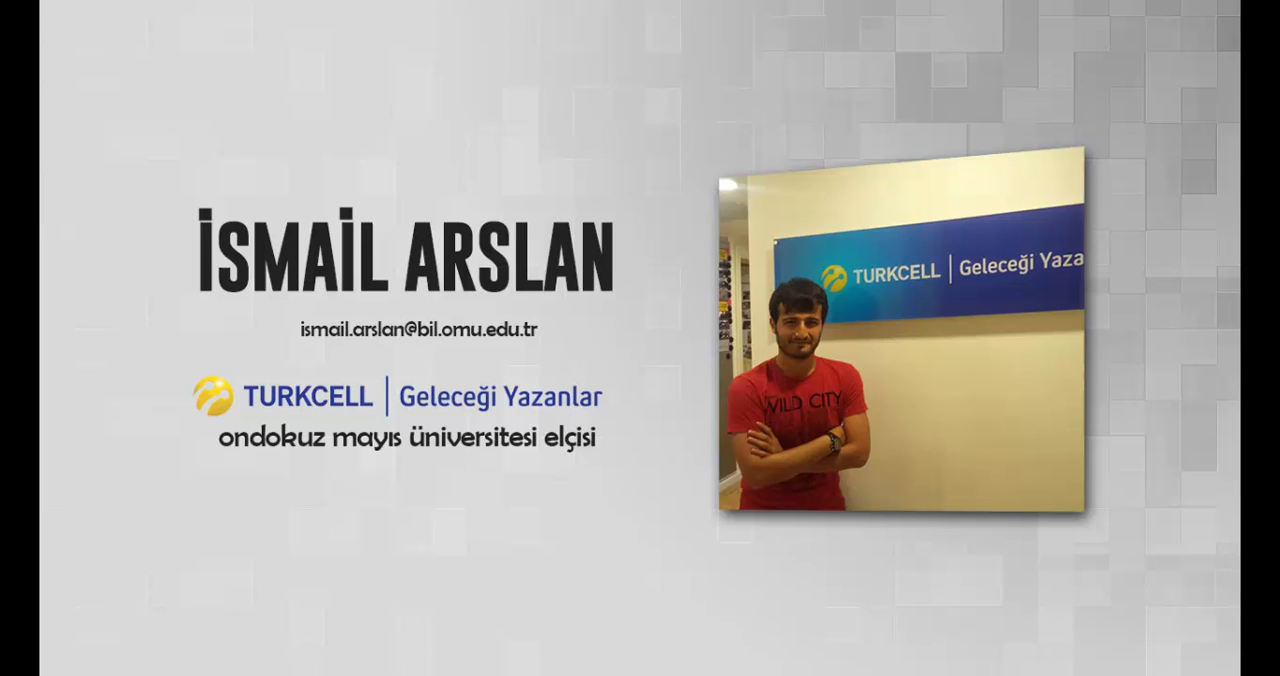 İSMAİL ARSLAN
ismail.arslan@bil.omu.edu.tr
TURKCELL | Geleceği Yazanlar
ondokuz mayıs üniversitesi elçisi
TURKCELL | Geleceği Yaza
WILD CITY